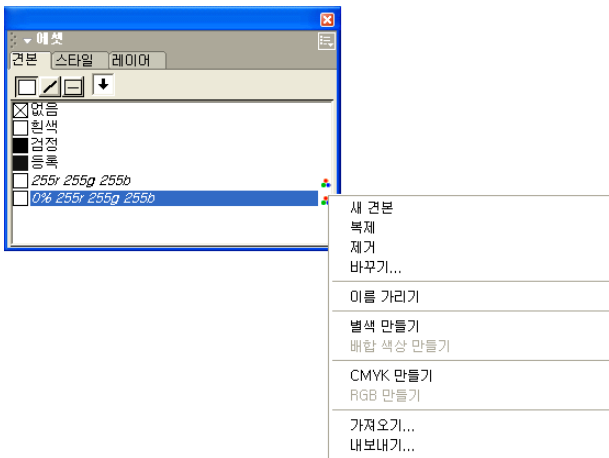 에셋
견본 스타일 레이어
없음
흰색
검정
등록
255r 255g 255b
0% 255r 255g 255b
새 견본
복제
제거
바꾸기...
이름 가리기
별색 만들기
배합 색상 만들기
CMYK 만들기
RGB 만들기
가져오기...
내보내기...